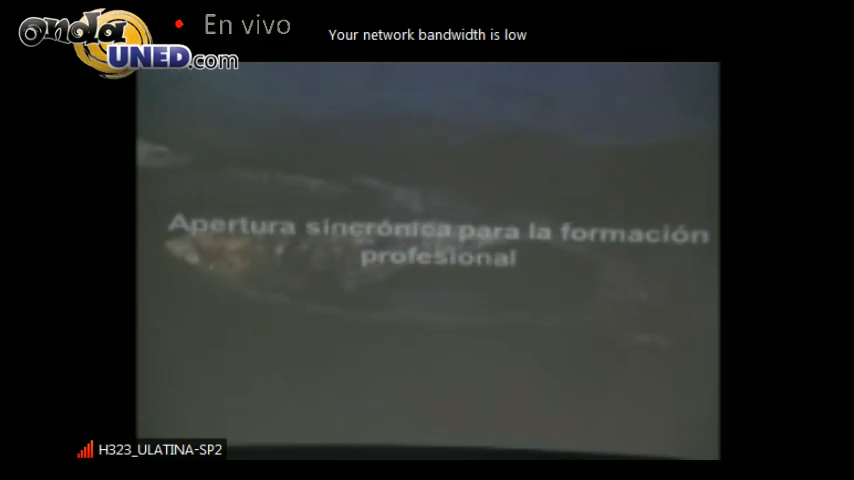 onda
UNED.com
En vivo
Your network bandwidth is low
Apertura sincrónica para la formación
profesional
H323_ULATINA-SP2